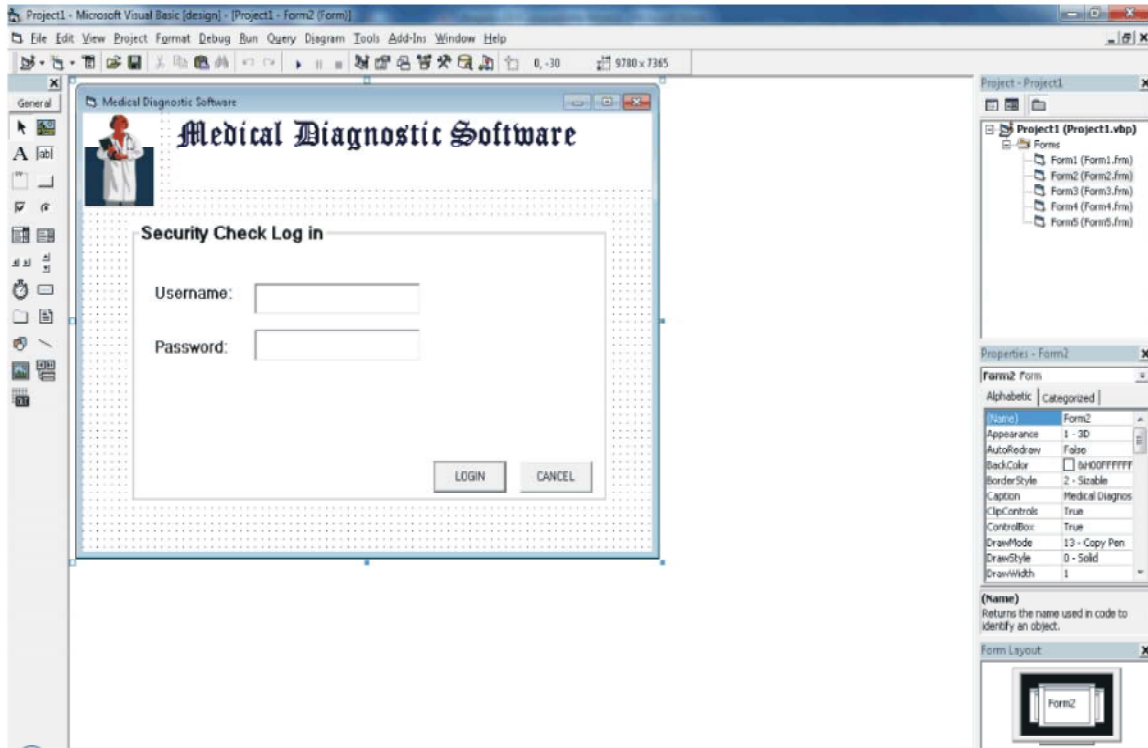 Project1 - Microsoft Visual Basic [design] - [Project1 - Form2 (Form)]
File Edit View Project Format Debug Run Query Diagram Tools Add-Ins Window Help
0, -30 9780 x 7365
General
A ab|
Medical Diagnostic Software
Medical Diagnostic Software
Security Check Log in
Username:
Password:
LOGIN CANCEL
Project - Project1
Project1 (Project1.vbp)
Forms
Form1 (Form1.frm)
Form2 (Form2.frm)
Form3 (Form3.frm)
Form4 (Form4.frm)
Form5 (Form5.frm)
Properties - Form2
Form2 Form
Alphabetic Categorized
(Name) Form2
Appearance 1 - 3D
AutoRedraw False
BackColor &H00FFFFFF
BorderStyle 2 - Sizable
Caption Medical Diagnos
ClipControls True
ControlBox True
DrawMode 13 - Copy Pen
DrawStyle 0 - Solid
DrawWidth 1
(Name)
Returns the name used in code to
identify an object.
Form Layout
Form2